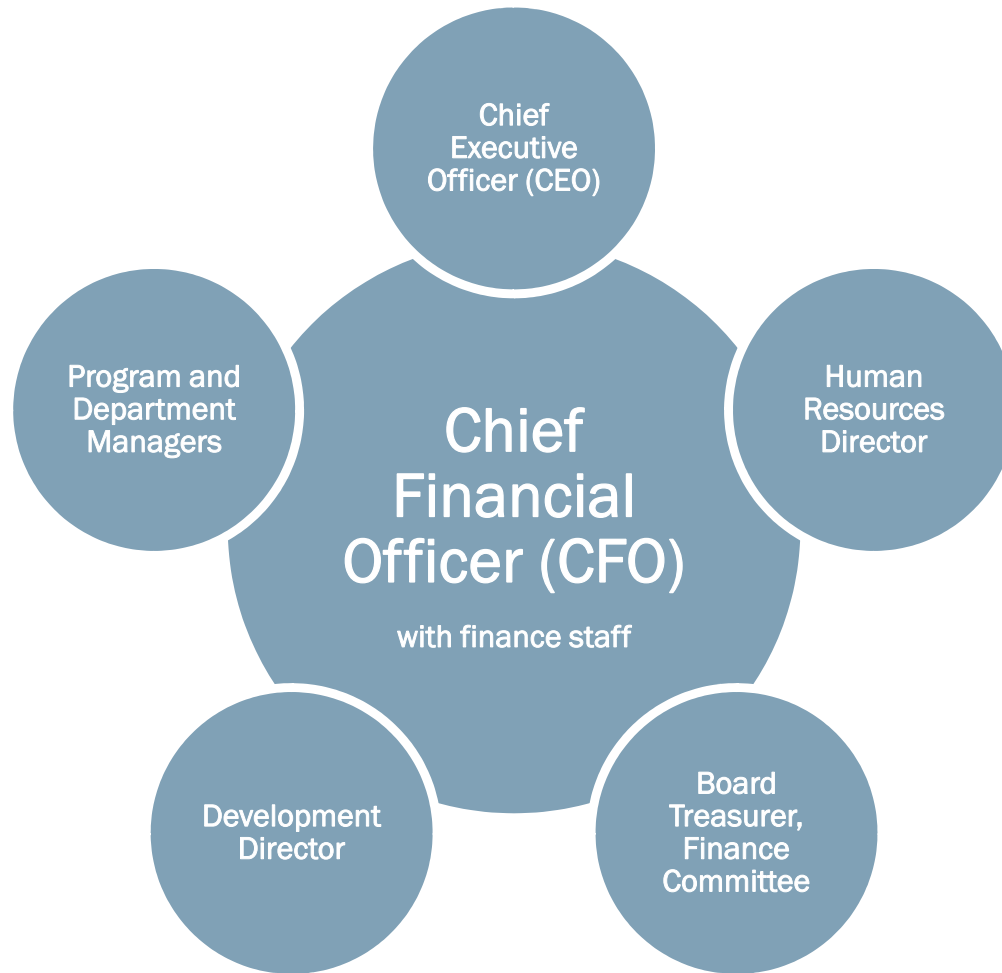 Chief
Executive
Officer (CEO)
Program and
Department
Managers
Human
Resources
Director
Chief
Financial
Officer (CFO)
with finance staff
Development
Director
Board
Treasurer,
Finance
Committee